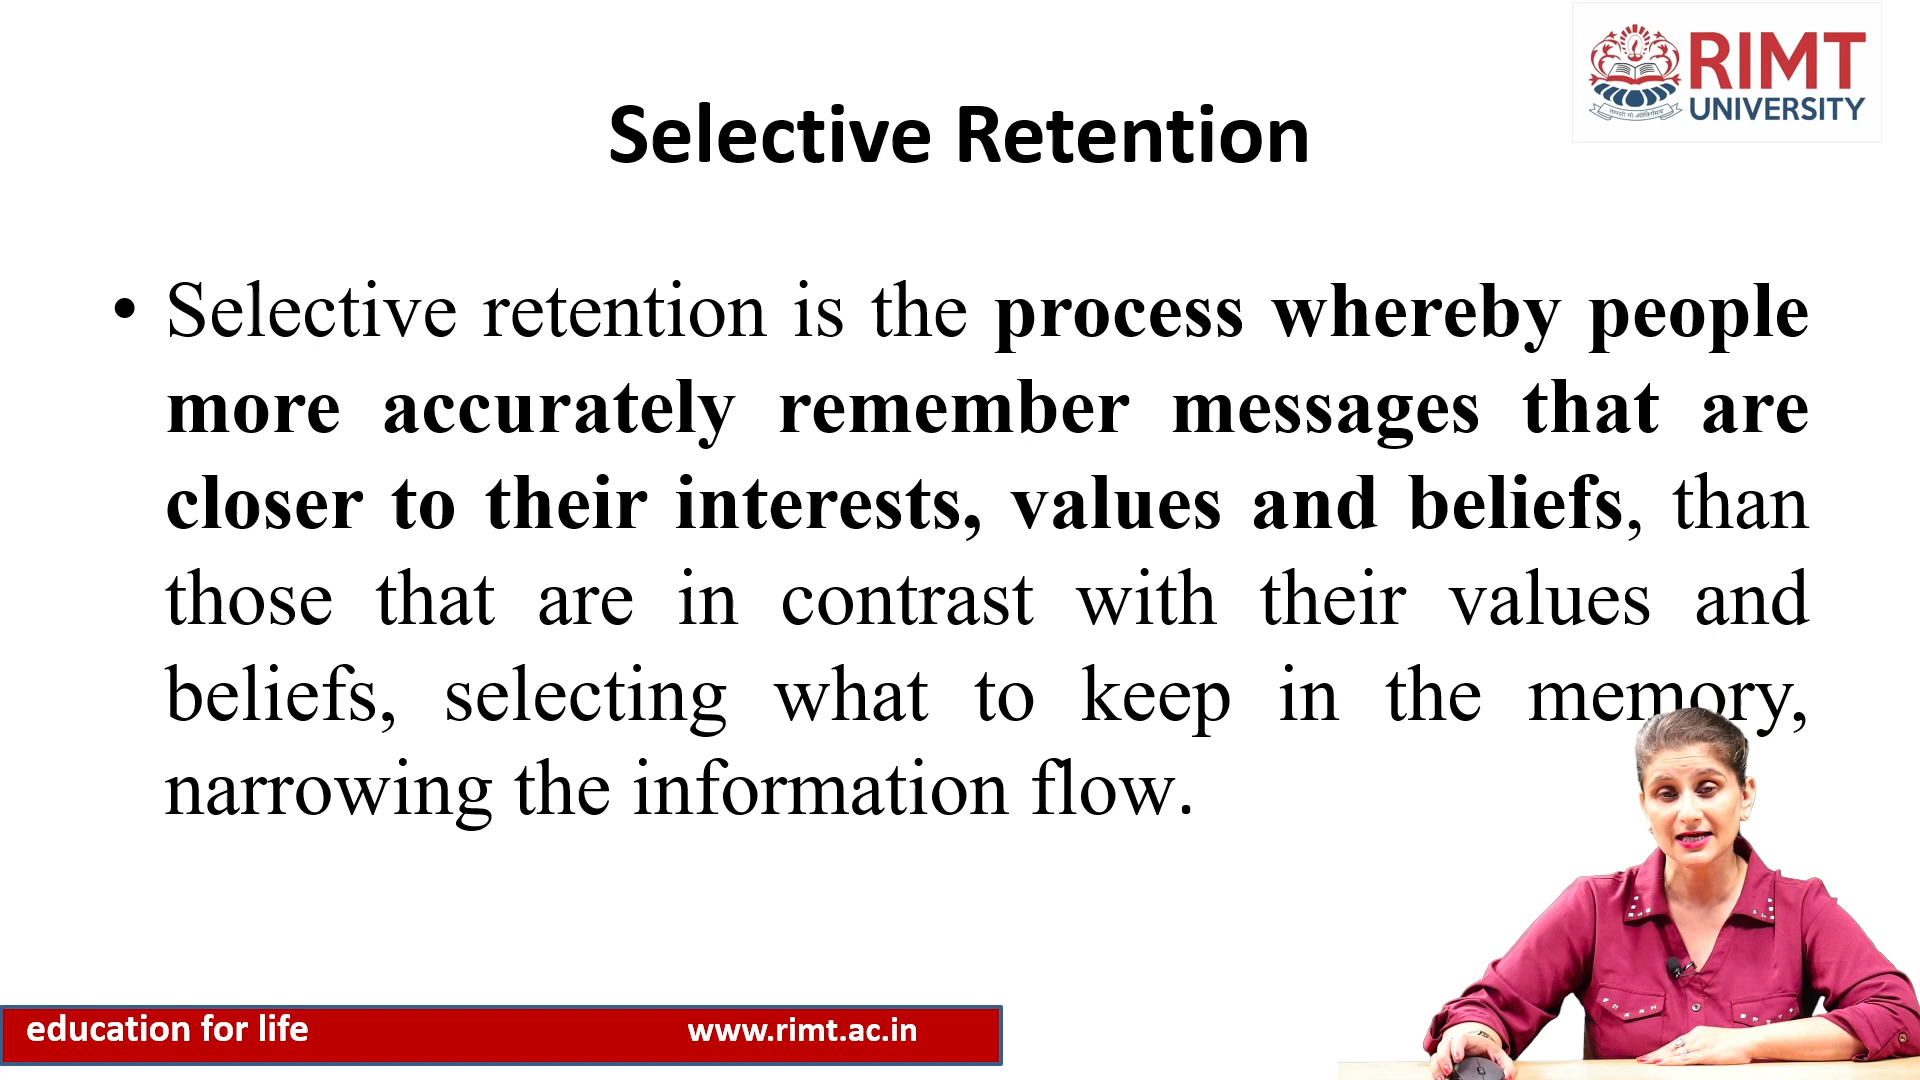 RIMT
UNIVERSITY
Selective Retention
• Selective retention is the process whereby people
more accurately remember messages that are
closer to their interests, values and beliefs, than
those that are in contrast with their values and
beliefs, selecting what to keep in the memory,
narrowing the information flow.
education for life www.rimt.ac.in